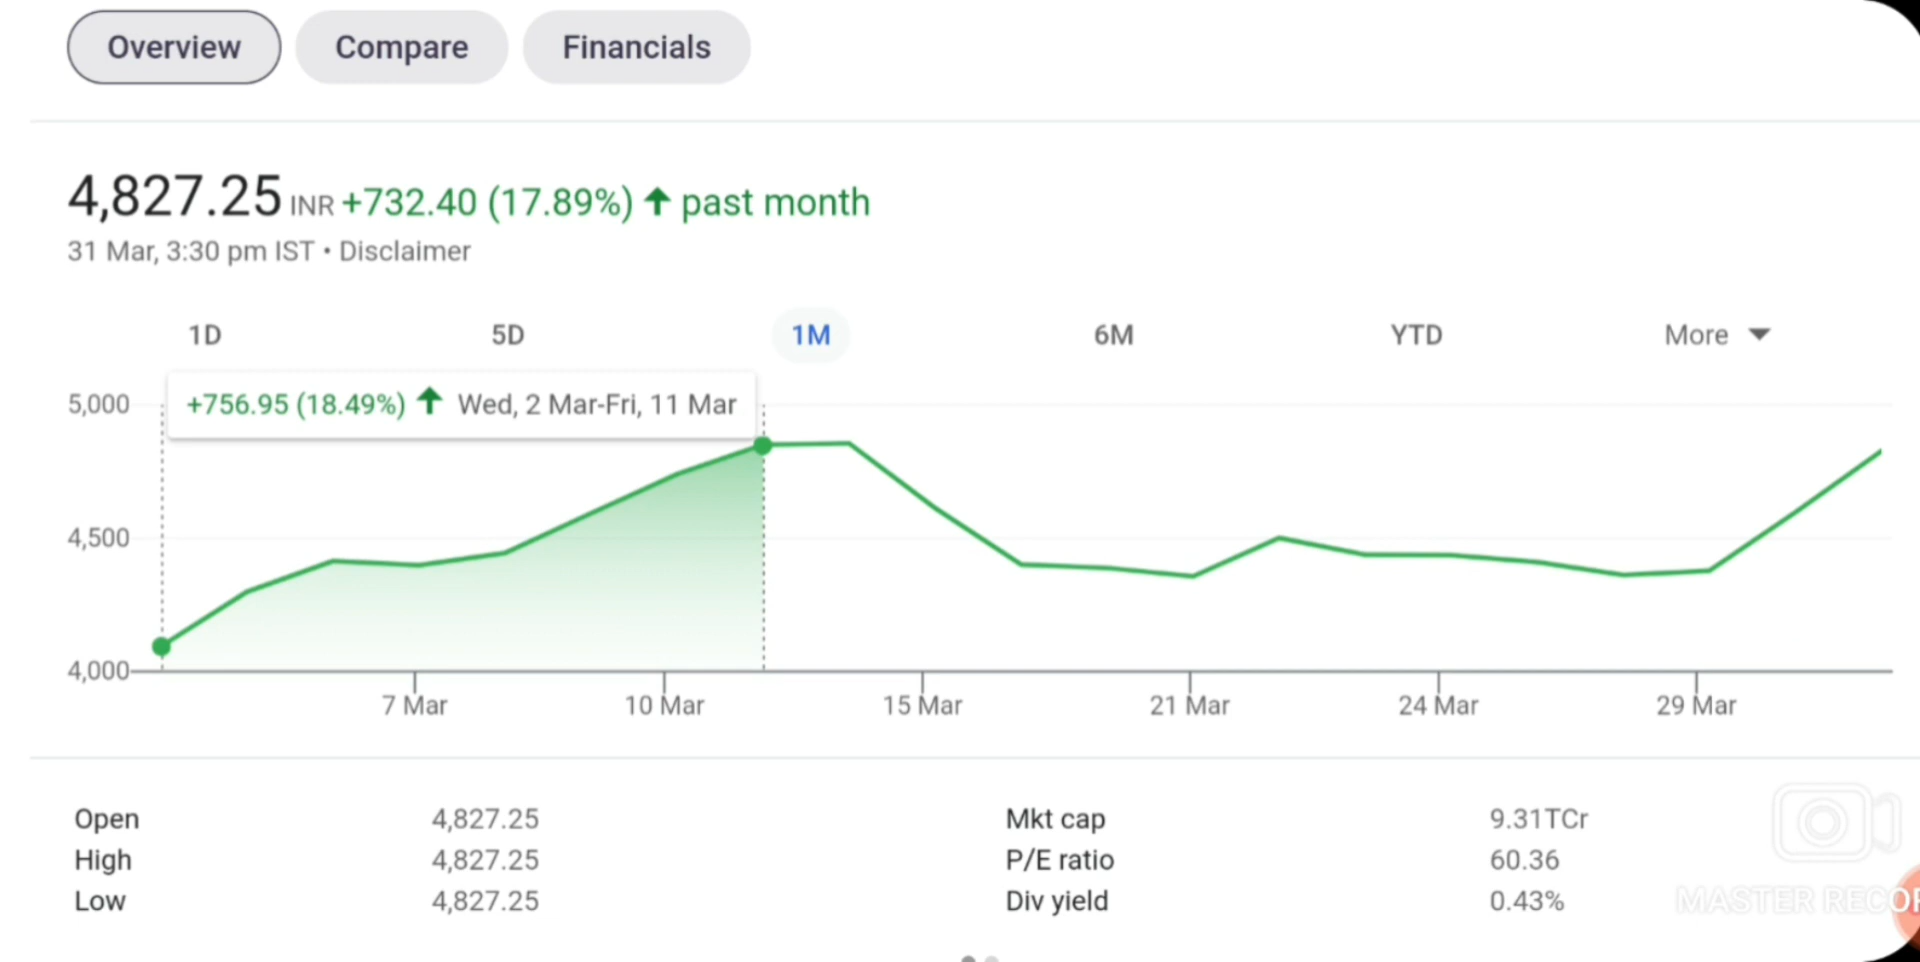 Overview Compare Financials
4,827.25 INR +732.40 (17.89%) ↑ past month
31 Mar, 3:30 pm IST • Disclaimer
1D 5D 1M 6M YTD More
+756.95 (18.49%) ↑ Wed, 2 Mar-Fri, 11 Mar
5,000
4,500
4,000
7 Mar 10 Mar 15 Mar 21 Mar 24 Mar 29 Mar
Open 4,827.25 Mkt cap 9.31TCr
High 4,827.25 P/E ratio 60.36
Low 4,827.25 Div yield 0.43%
MASTER